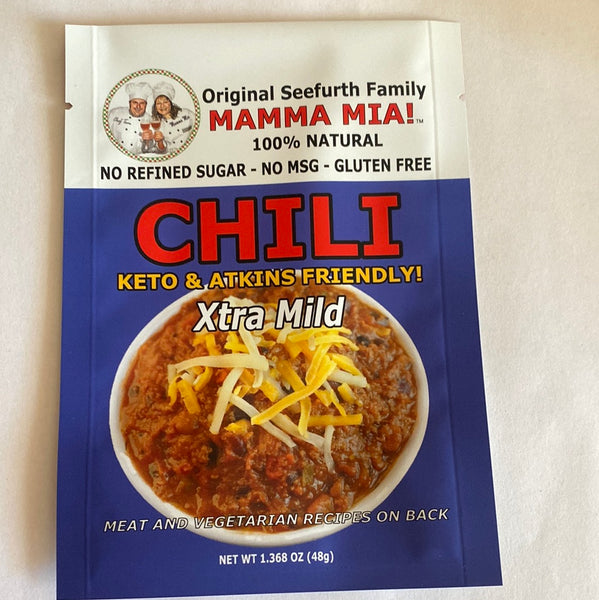 Original Seefurth Family
MAMMA MIA!™
100% NATURAL
NO REFINED SUGAR - NO MSG - GLUTEN FREE
CHILI
KETO & ATKINS FRIENDLY!
Xtra Mild
MEAT AND VEGETARIAN RECIPES ON BACK
NET WT 1.368 OZ (48g)